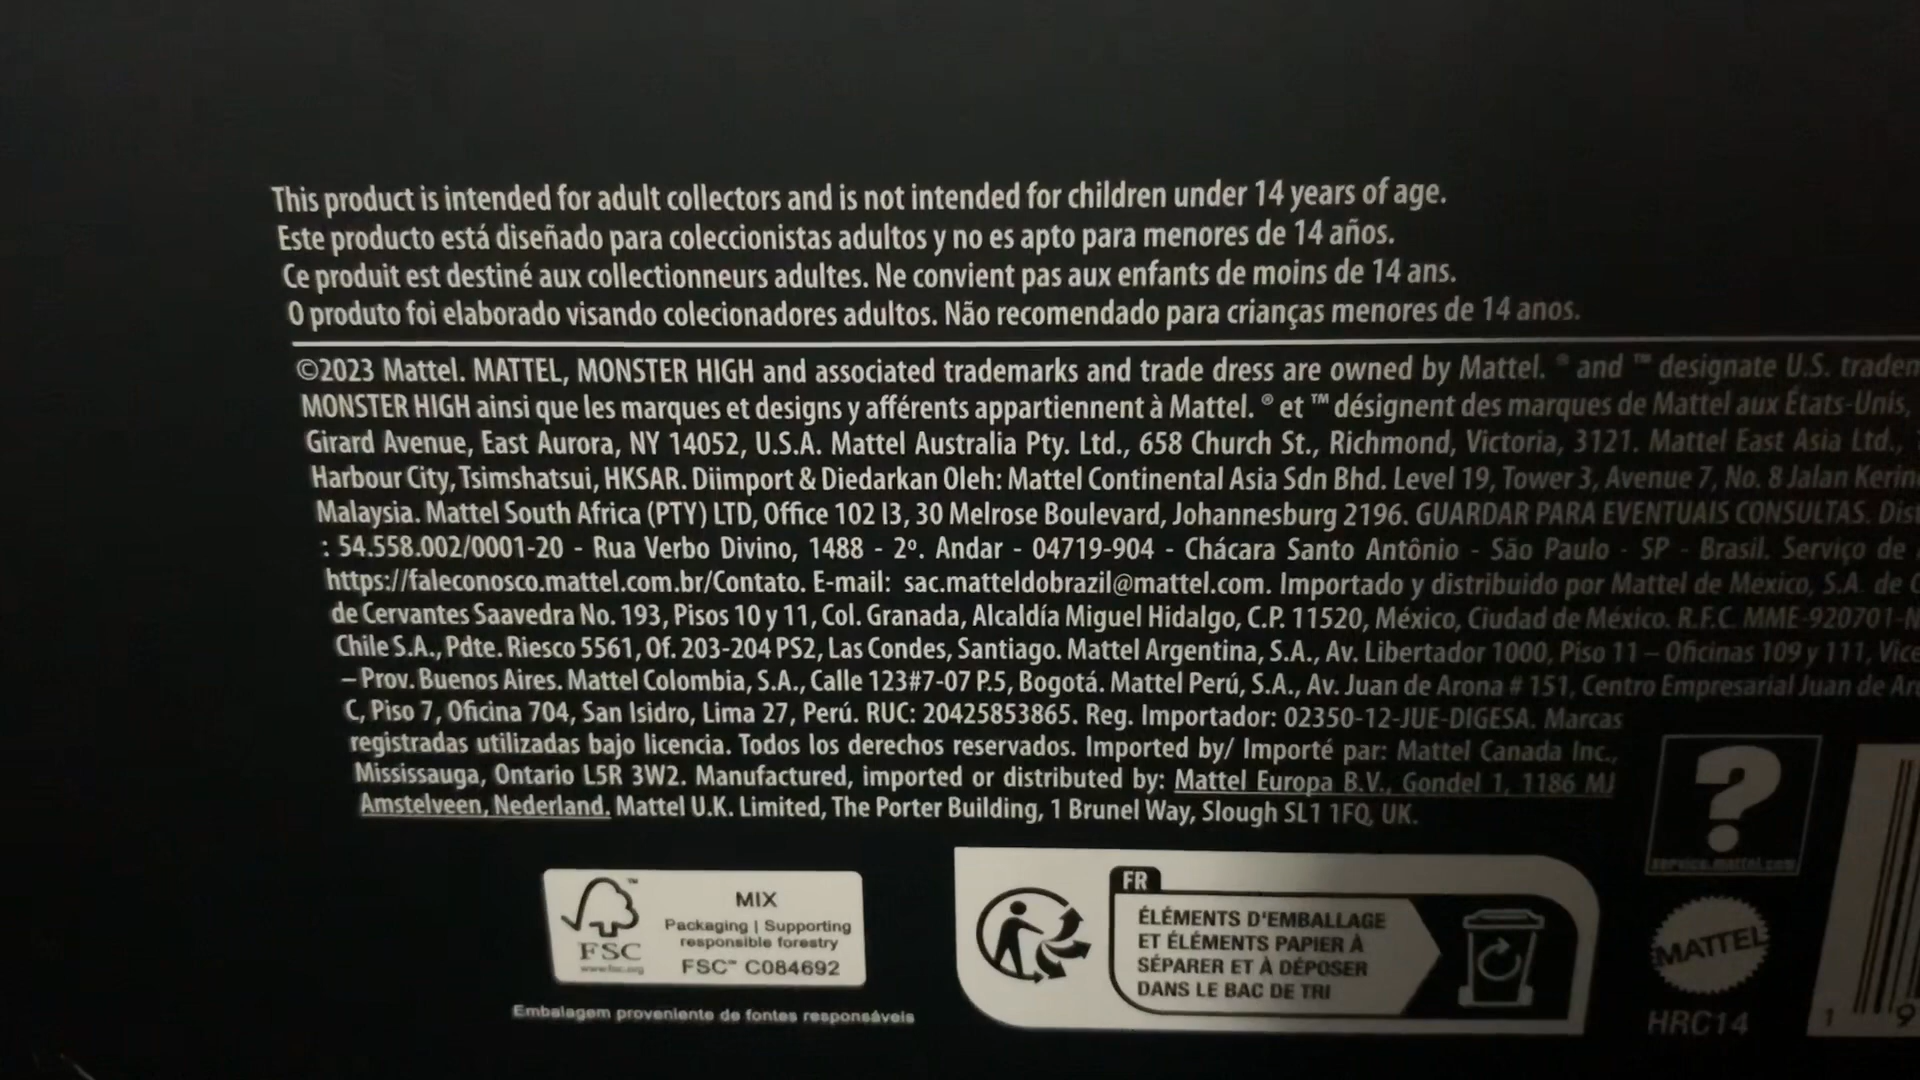 This product is intended for adult collectors and is not intended for children under 14 years of age.
Este producto está diseñado para coleccionistas adultos y no es apto para menores de 14 años.
Ce produit est destiné aux collectionneurs adultes. Ne convient pas aux enfants de moins de 14 ans.
O produto foi elaborado visando colecionadores adultos. Não recomendado para crianças menores de 14 anos.
©2023 Mattel. MATTEL, MONSTER HIGH and associated trademarks and trade dress are owned by Mattel. ® and ™ designate U.S.
MONSTER HIGH ainsi que les marques et designs y afférents appartiennent à Mattel. ® et ™ désignent des marques de Mattel aux États-Unis,
Girard Avenue, East Aurora, NY 14052, U.S.A. Mattel Australia Pty. Ltd., 658 Church St., Richmond, Victoria, 3121. Mattel East Asia Ltd.,
Harbour City, Tsimshatsui, HKSAR. Diimport & Diedarkan Oleh: Mattel Continental Asia Sdn Bhd. Level 19, Tower 3, Avenue 7, No. 8 Jalan
Malaysia. Mattel South Africa (PTY) LTD, Office 102 I3, 30 Melrose Boulevard, Johannesburg 2196. GUARDAR PARA EVENTUAIS CONSULTAS.
: 54.558.002/0001-20 - Rua Verbo Divino, 1488 - 2º. Andar - 04719-904 - Chácara Santo Antônio - São Paulo - SP - Brasil. Serviço de
https://faleconosco.mattel.com.br/Contato. E-mail: sac.matteldobrazil@mattel.com. Importado y distribuido por Mattel de Mexico, S.A. de
de Cervantes Saavedra No. 193, Pisos 10 y 11, Col. Granada, Alcaldía Miguel Hidalgo, C.P. 11520, México, Ciudad de México. R.F.C. MME-920701-N
Chile S.A., Pdte. Riesco 5561, Of. 203-204 PS2, Las Condes, Santiago. Mattel Argentina, S.A., Av. Libertador 1000, Piso 11 – Oficinas 109 y 111,
– Prov. Buenos Aires. Mattel Colombia, S.A., Calle 123#7-07 P.5, Bogotá. Mattel Perú, S.A., Av. Juan de Arona # 151, Centro Empresarial Juan de
C, Piso 7, Oficina 704, San Isidro, Lima 27, Perú. RUC: 20425853865. Reg. Importador: 02350-12-JUE-DIGESA. Marcas
registradas utilizadas bajo licencia. Todos los derechos reservados. Imported by/ Importé par: Mattel Canada Inc.,
Mississauga, Ontario L5R 3W2. Manufactured, imported or distributed by: Mattel Europa B.V., Gondel 1, 1186 MJ
Amstelveen, Nederland. Mattel U.K. Limited, The Porter Building, 1 Brunel Way, Slough SL1 1FQ, UK.
service.mattel.com
FSC
www.fsc.org
MIX
Packaging | Supporting
responsible forestry
FSC™ C084692
Embalagem proveniente de fontes responsáveis
FR
ÉLÉMENTS D'EMBALLAGE
ET ÉLÉMENTS PAPIER À
SÉPARER ET À DÉPOSER
DANS LE BAC DE TRI
MATTEL
HRC14
1 9